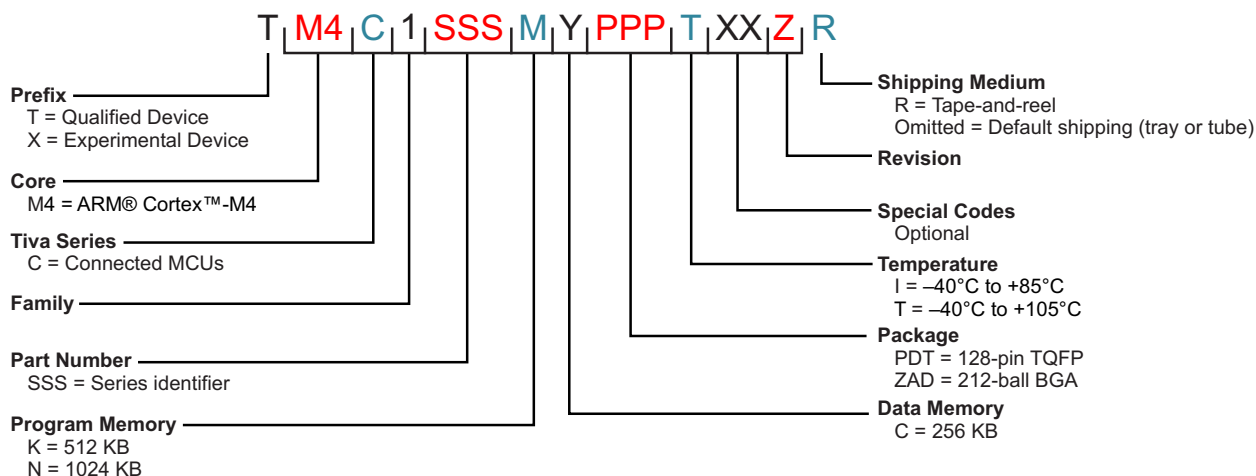 T M4 C 1 SSS M Y PPP T XX Z R
Prefix
T = Qualified Device
X = Experimental Device
Core
M4 = ARM® Cortex™-M4
Tiva Series
C = Connected MCUs
Family
Part Number
SSS = Series identifier
Program Memory
K = 512 KB
N = 1024 KB
Shipping Medium
R = Tape-and-reel
Omitted = Default shipping (tray or tube)
Revision
Special Codes
Optional
Temperature
I = –40°C to +85°C
T = –40°C to +105°C
Package
PDT = 128-pin TQFP
ZAD = 212-ball BGA
Data Memory
C = 256 KB